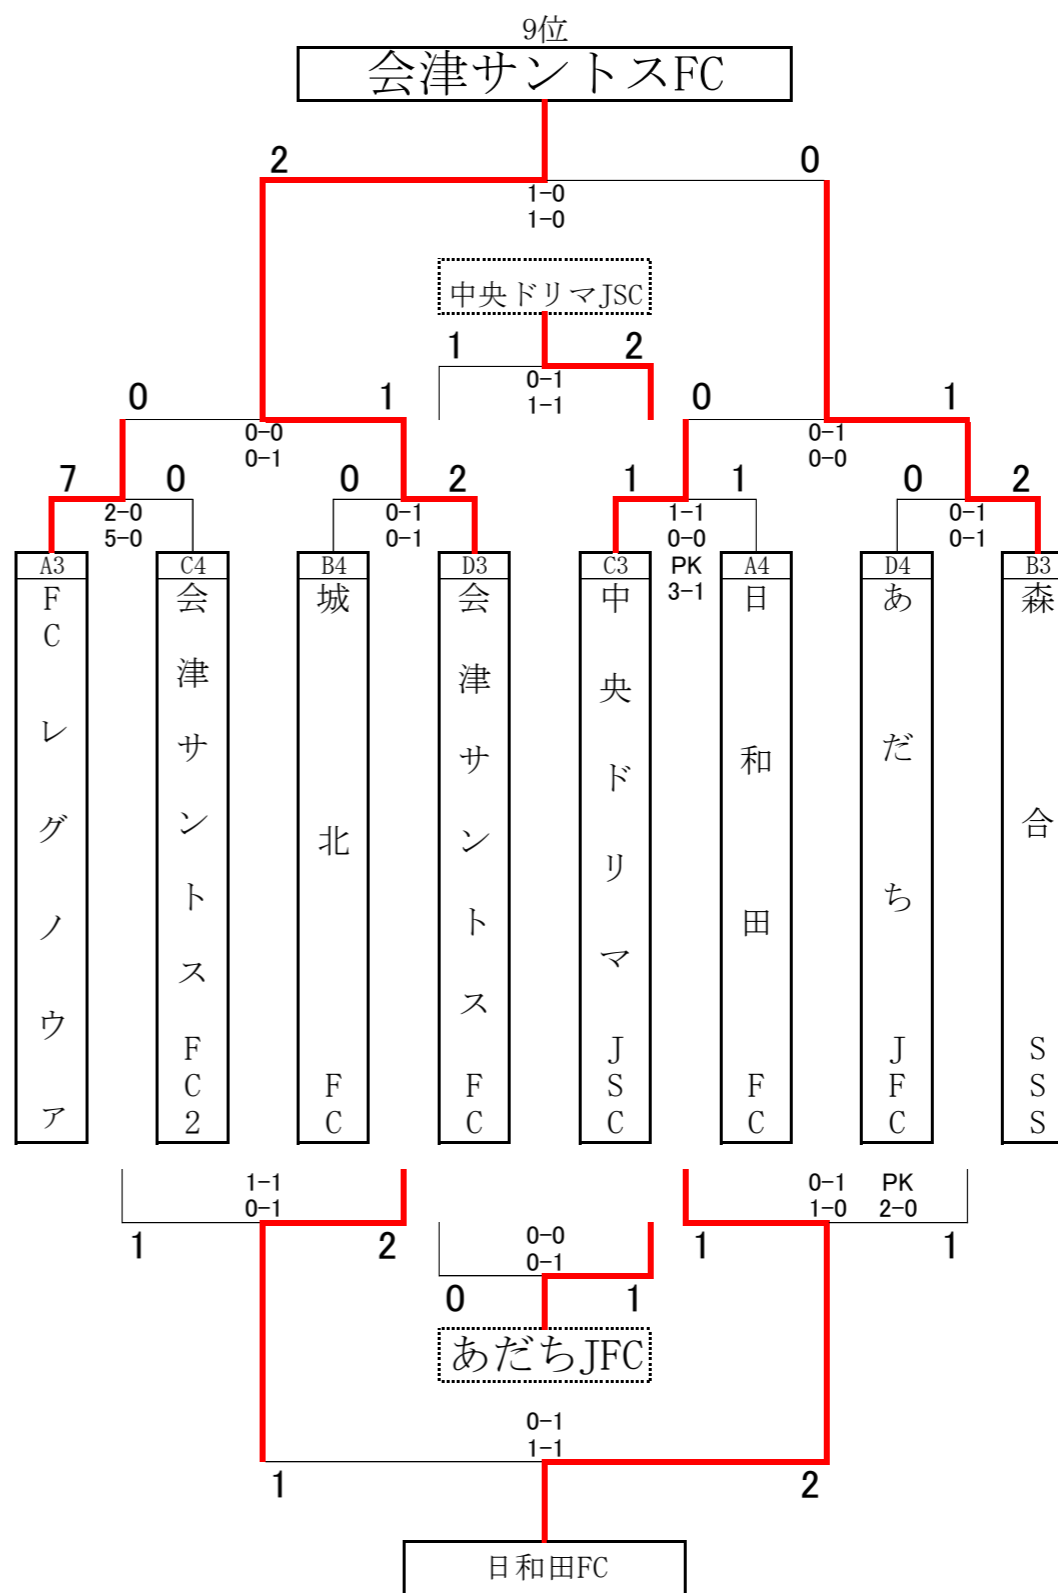 9位
会津サントスFC
2 0
1-0
1-0
中央ドリマJSC
1 2
0-1
1-1
0 1 0 1
0-0 0-1
0-1 0-0
7 0 0 2 1 1 0 2
2-0 0-1 1-1 0-1
5-0 0-1 0-0 0-1
PK
3-1
A3 C4 B4 D3 C3 A4 D4 B3
FCレグノウア
会津サントスFC2
城北FC
会津サントスFC
中央ドリマJSC
日和田FC
あだちJFC
森合SSS
1-1 0-1 PK
0-1 1-0 2-0
1 2 1 1
0-0
0-1
0 1
あだちJFC
0-1
1-1
1 2
日和田FC